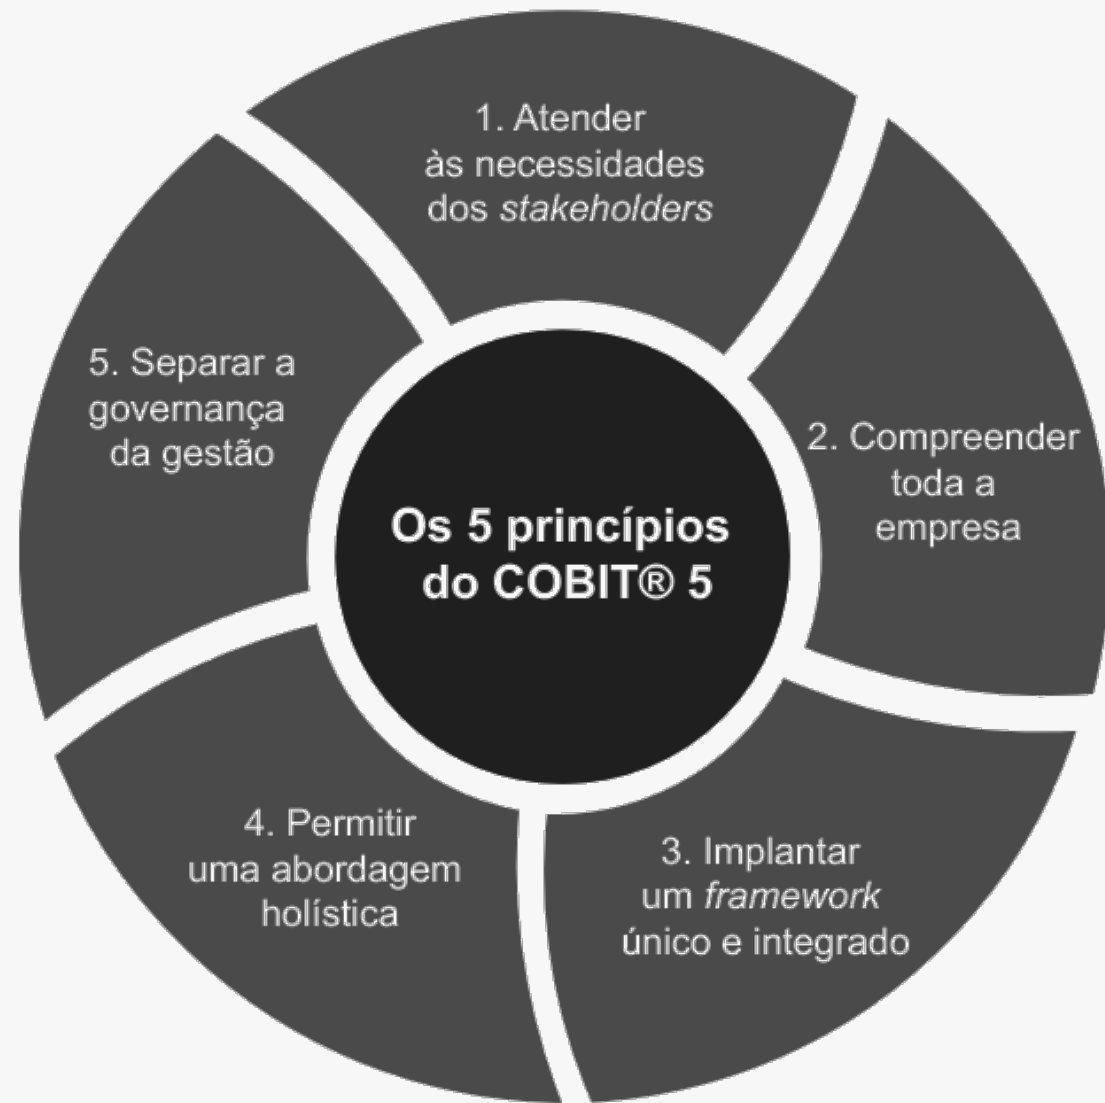 1. Atender
às necessidades
dos stakeholders
2. Compreender
toda a
empresa
3. Implantar
um framework
único e integrado
4. Permitir
uma abordagem
holística
5. Separar a
governança
da gestão
Os 5 princípios
do COBIT® 5